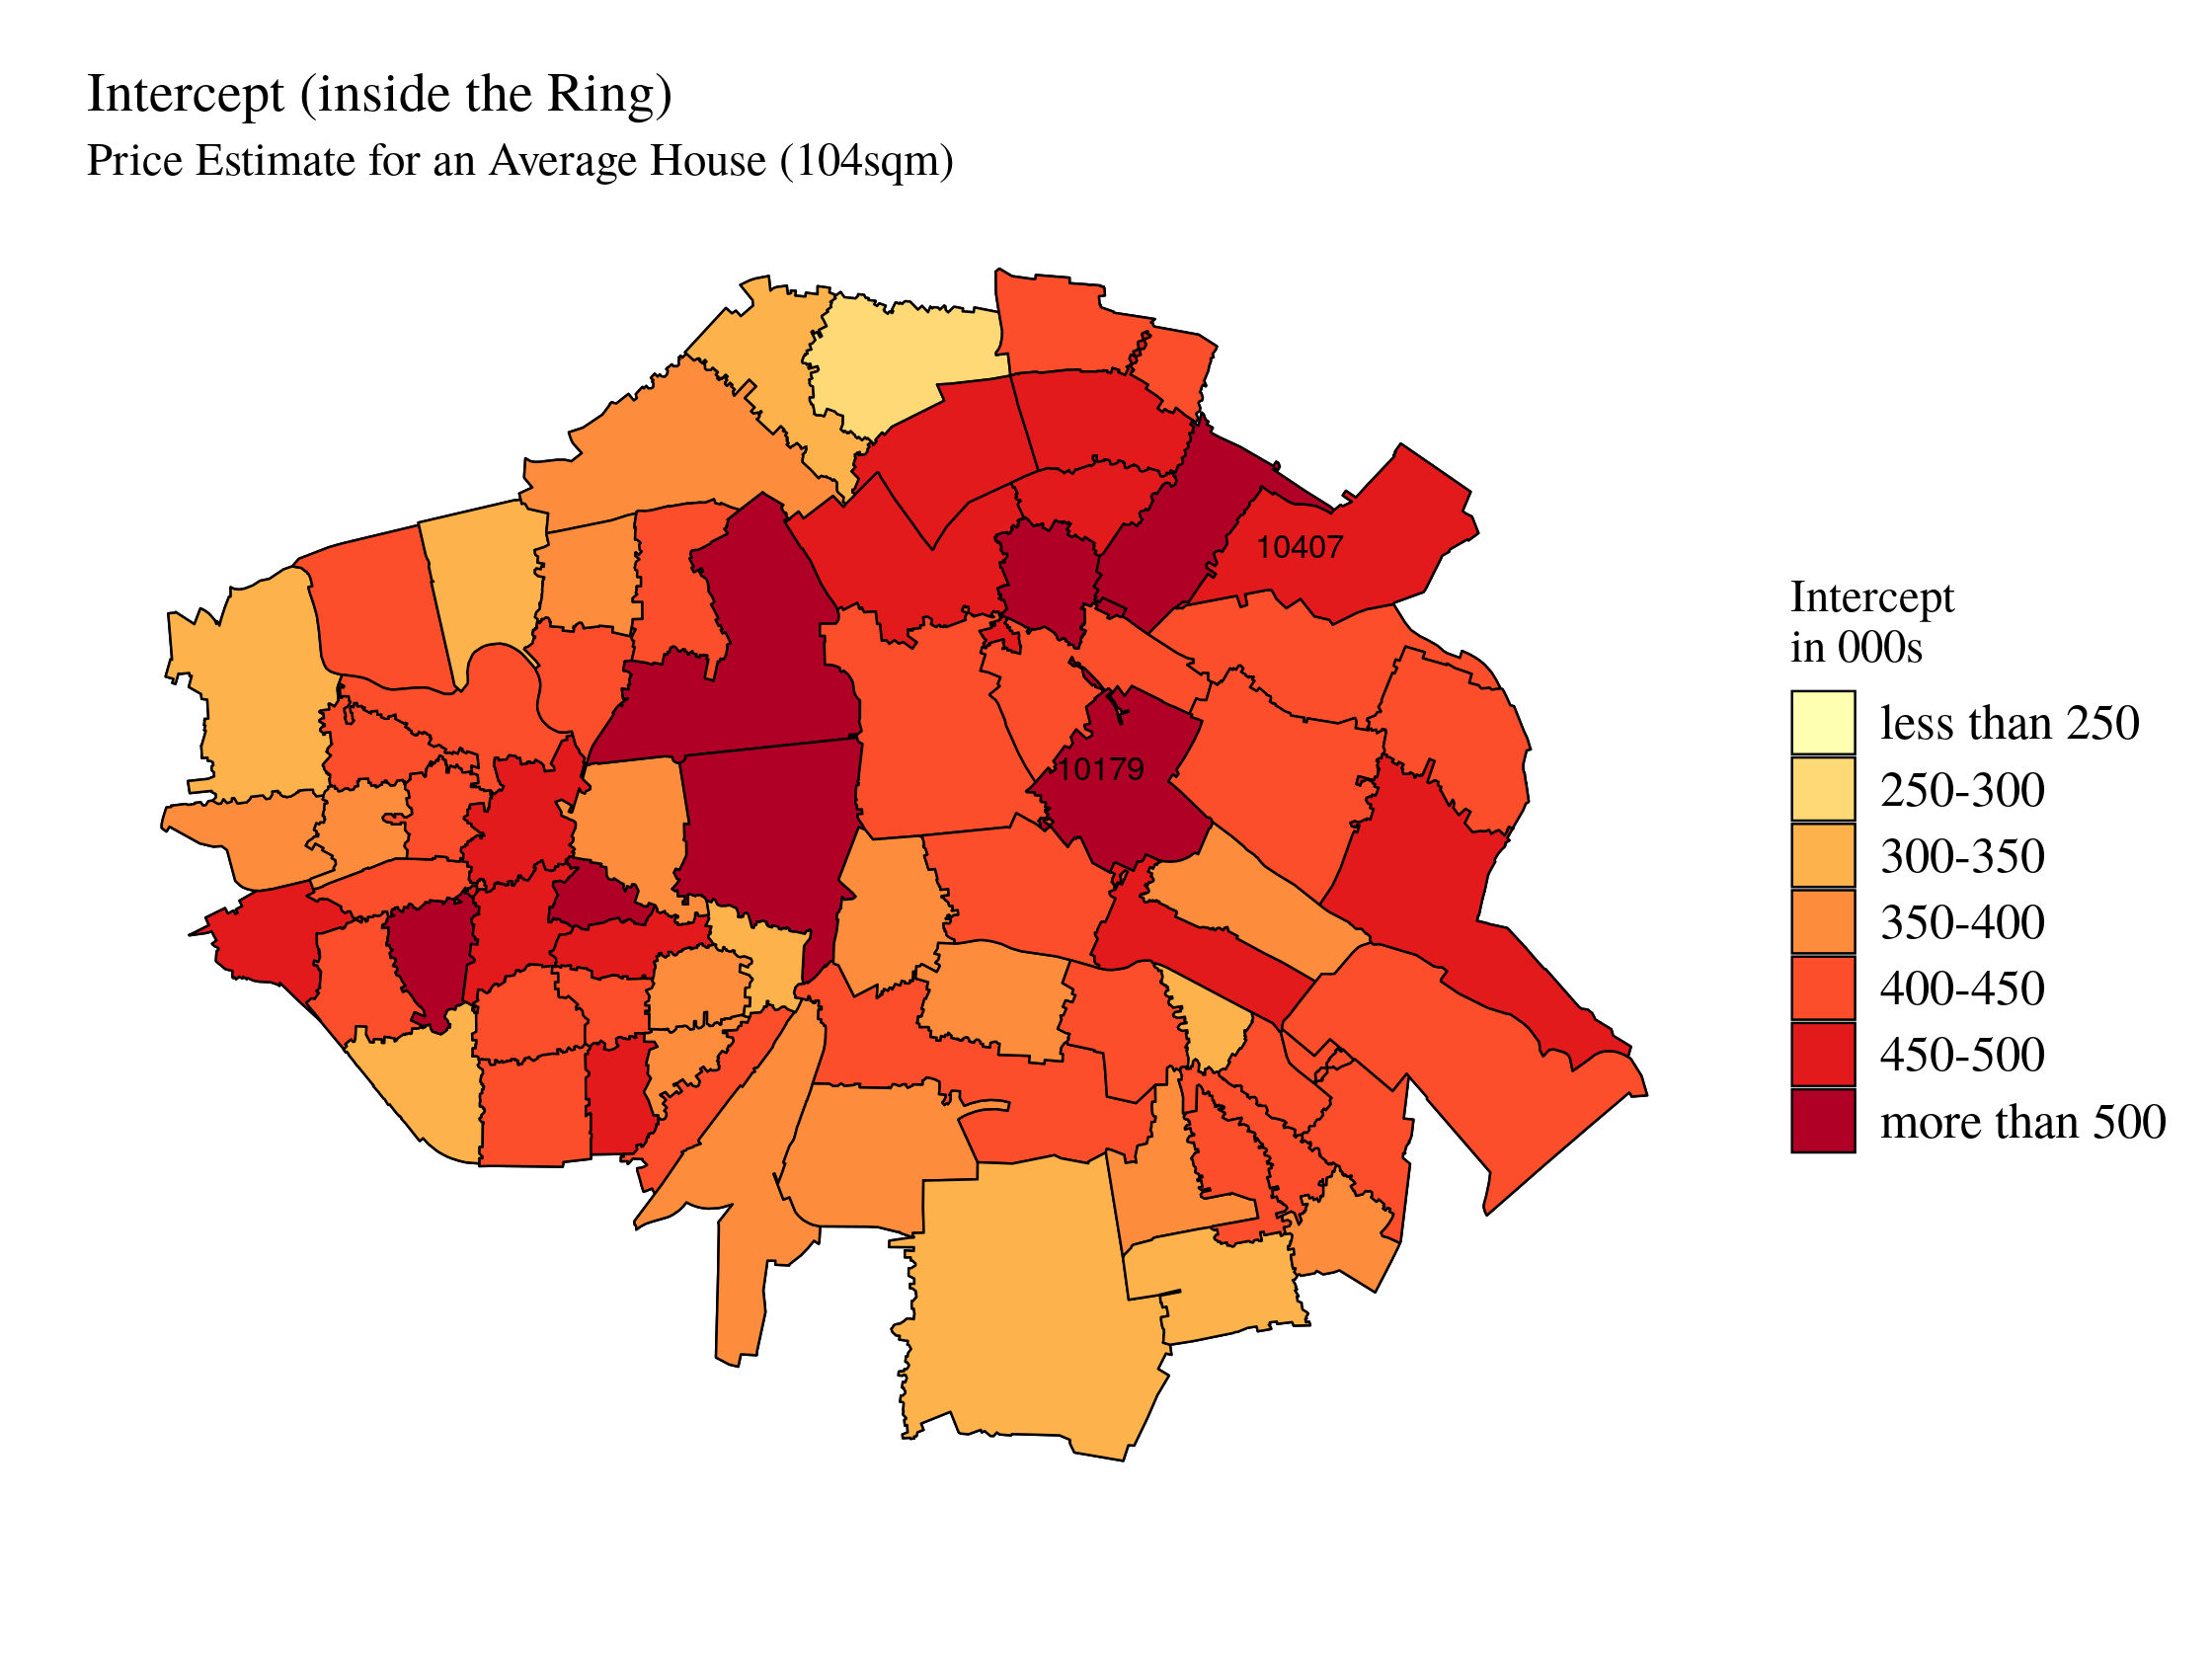 Intercept (inside the Ring)
Price Estimate for an Average House (104sqm)
10407
10179
Intercept
in 000s
less than 250
250-300
300-350
350-400
400-450
450-500
more than 500